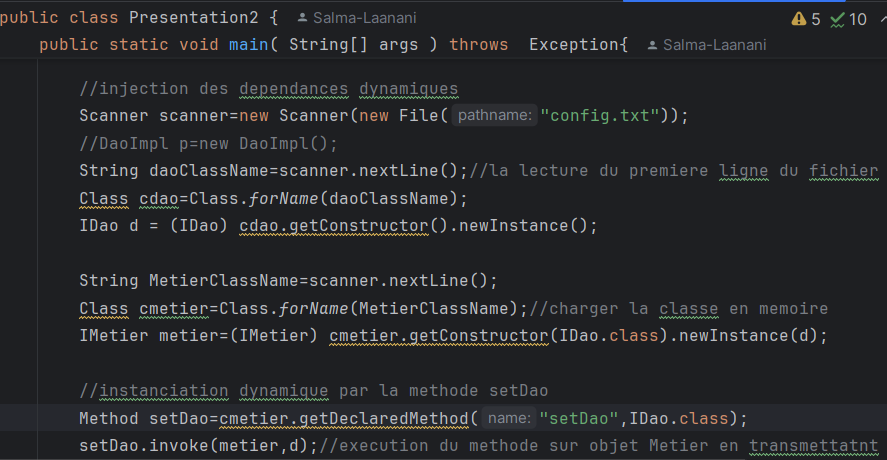 public class Presentation2 { Salma-Laanani
5 10
public static void main( String[] args ) throws Exception{ Salma-Laanani
//injection des dependances dynamiques
Scanner scanner=new Scanner(new File( pathname: "config.txt"));
//DaoImpl p=new DaoImpl();
String daoClassName=scanner.nextLine();//la lecture du premiere ligne du fichier
Class cdao=Class.forName(daoClassName);
IDao d = (IDao) cdao.getConstructor().newInstance();
String MetierClassName=scanner.nextLine();
Class cmetier=Class.forName(MetierClassName);//charger la classe en memoire
IMetier metier=(IMetier) cmetier.getConstructor(IDao.class).newInstance(d);
//instanciation dynamique par la methode setDao
Method setDao=cmetier.getDeclaredMethod( name: "setDao",IDao.class);
setDao.invoke(metier,d);//execution du methode sur objet Metier en transmettatnt